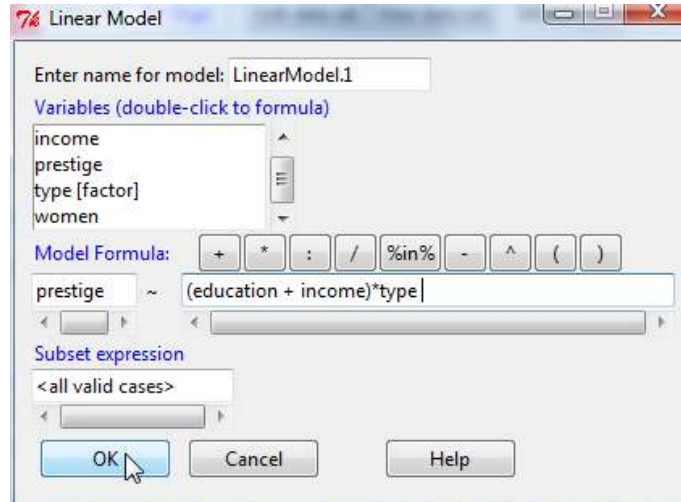 Linear Model
Enter name for model: LinearModel.1
Variables (double-click to formula)
income
prestige
type [factor]
women
Model Formula: + * : / %in% - ^ ( )
prestige ~ (education + income)*type
Subset expression
<all valid cases>
OK Cancel Help